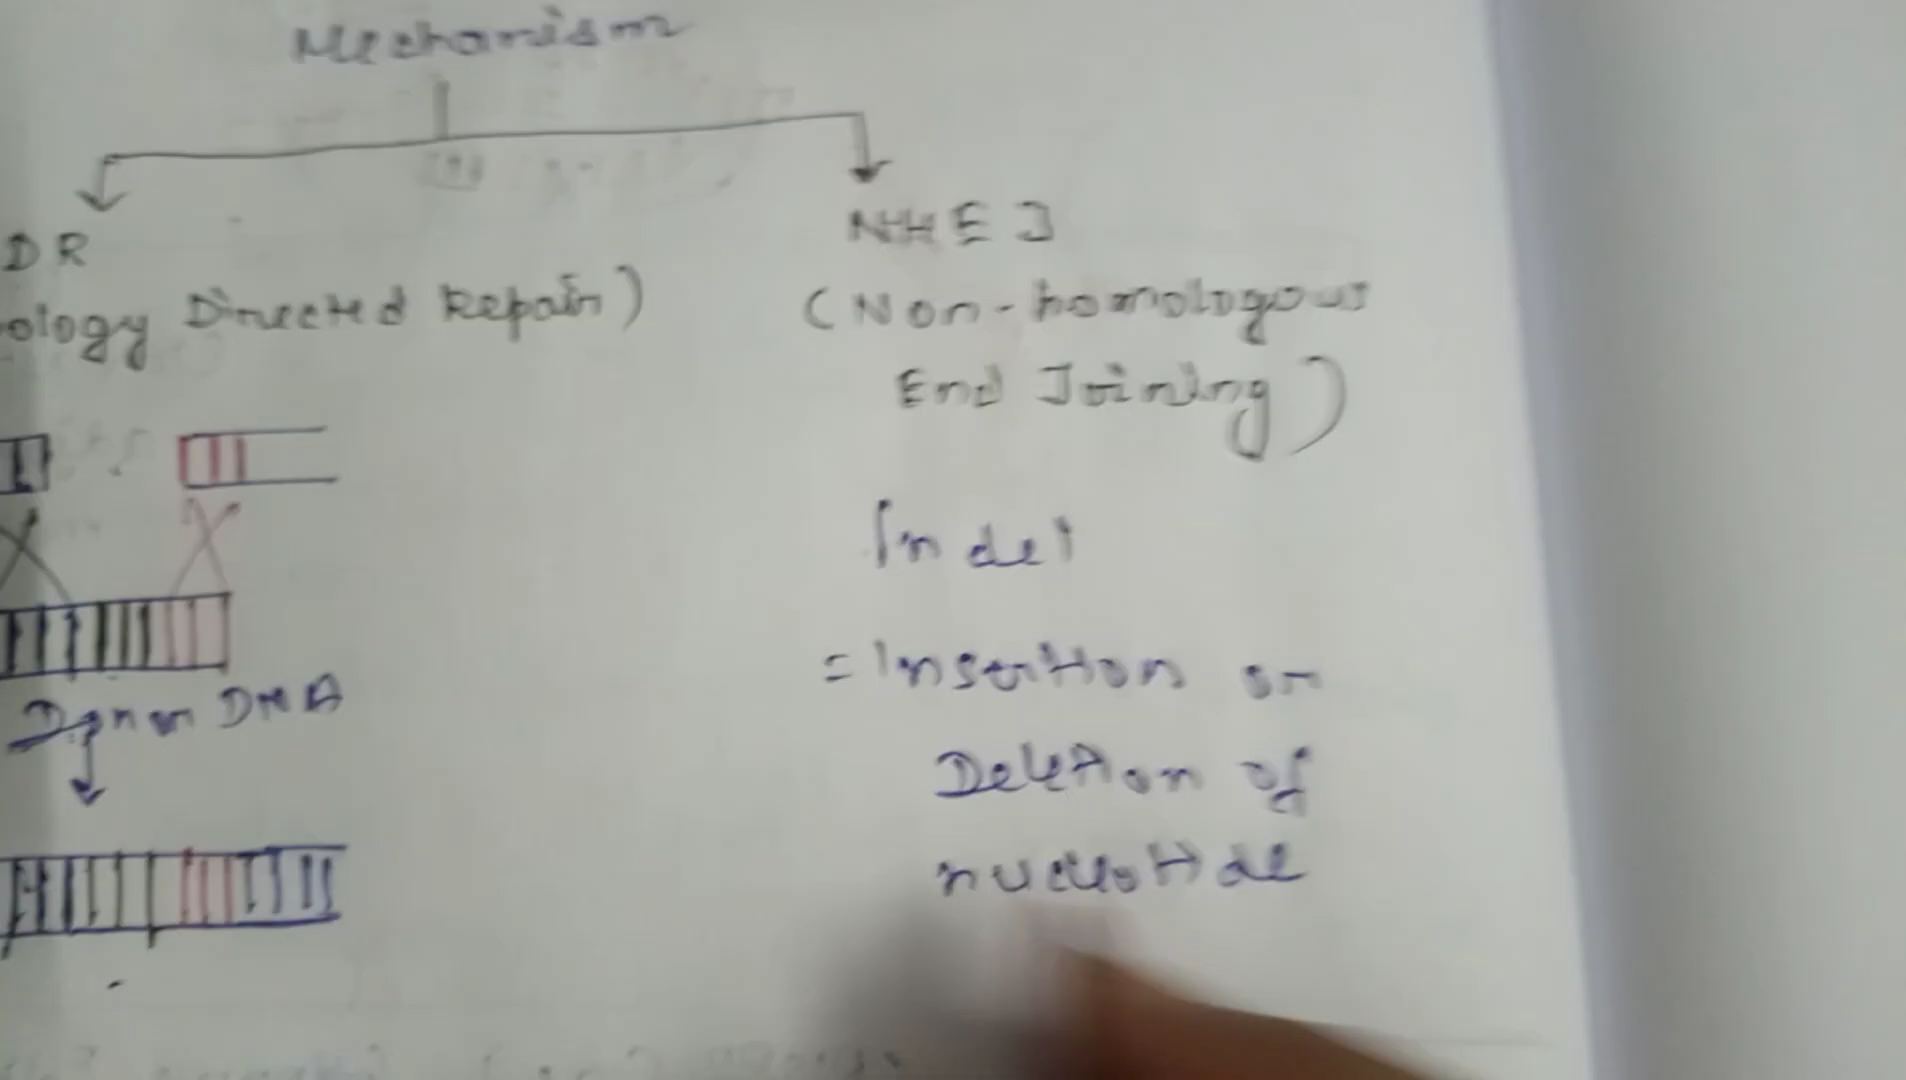 Mechanism
DR
ology Directed Repair)
Donor DNA
NHEJ
(Non-homologous
End Joining)
Indel
= Insertion or
Deletion of
nucleotide